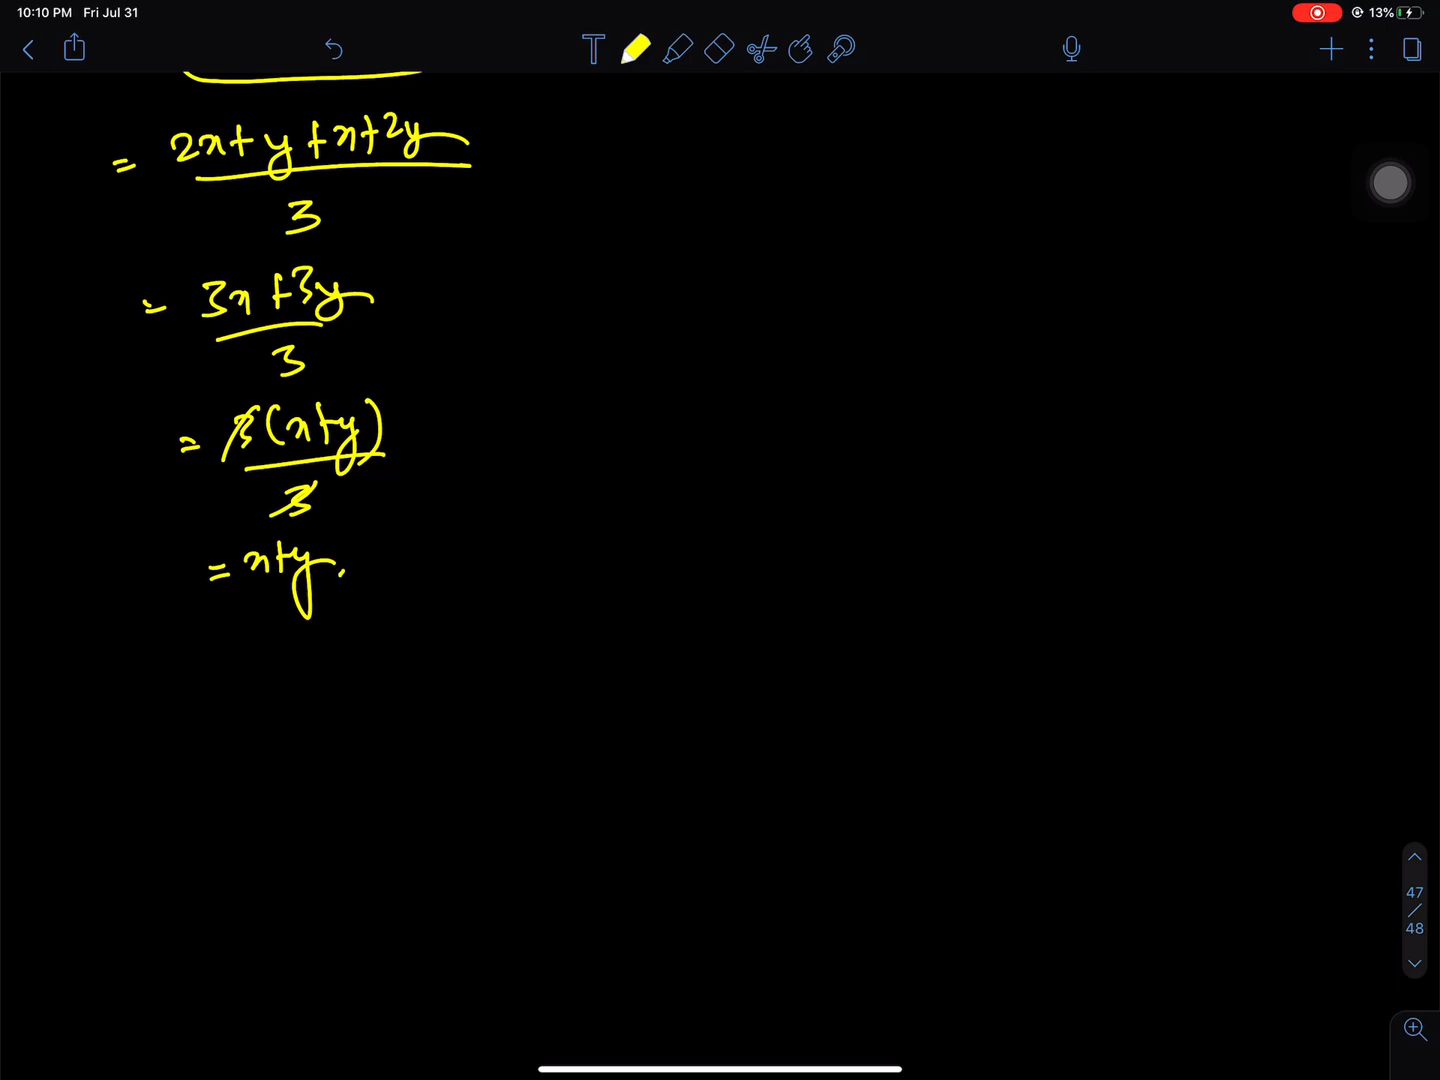 10:10 PM Fri Jul 31
13%
T
= 2x+y+x+2y
3
= 3x+3y
3
= 3(x+y)
3
= x+y.
47
48